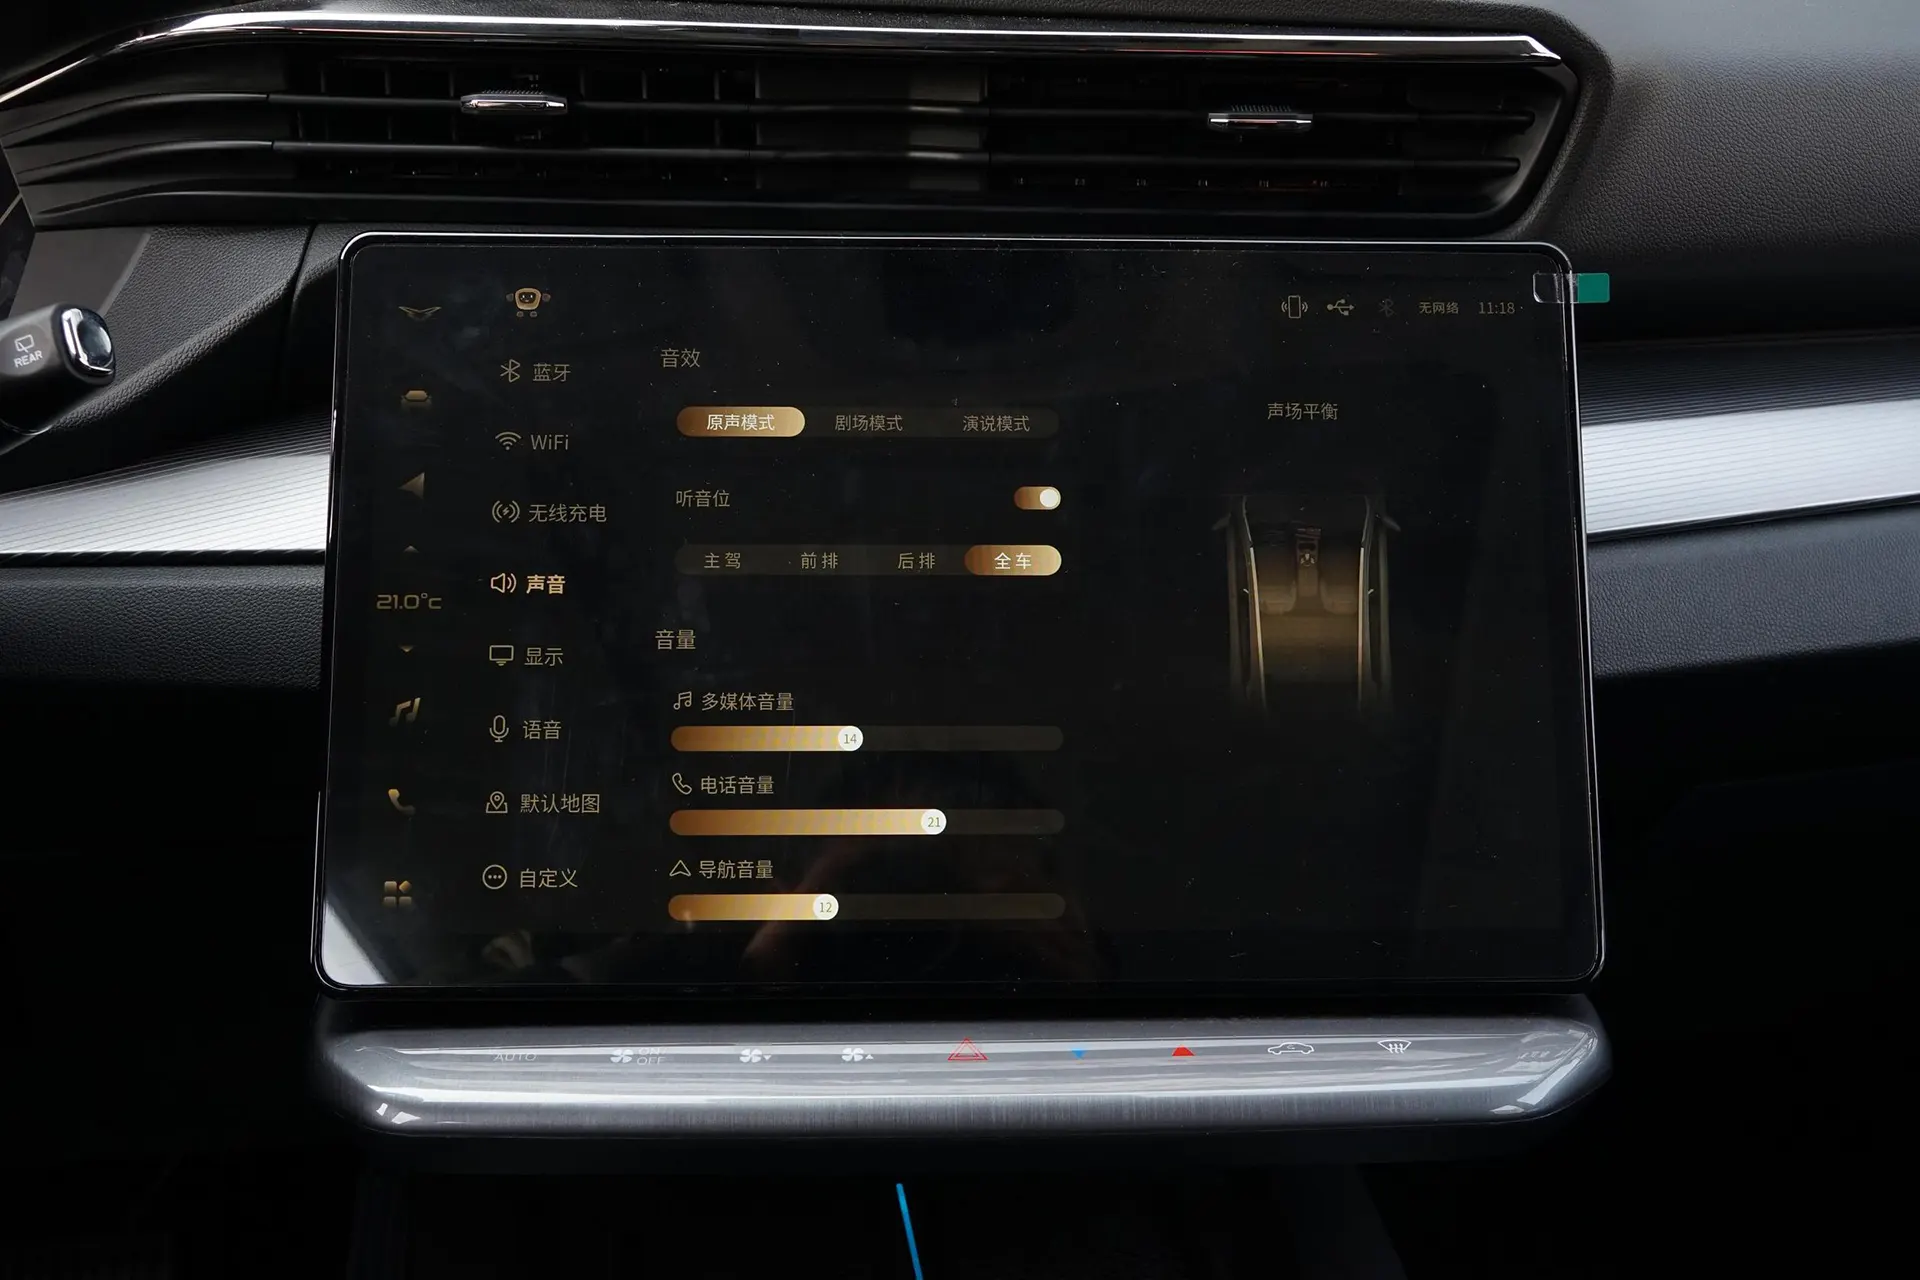 REAR
无网络 11:18
21.0°c
蓝牙
WiFi
无线充电
声音
显示
语音
默认地图
自定义
音效
原声模式 剧场模式 演说模式
听音位
主驾 前排 后排 全车
音量
多媒体音量
14
电话音量
21
导航音量
12
声场平衡
AUTO
ON
OFF